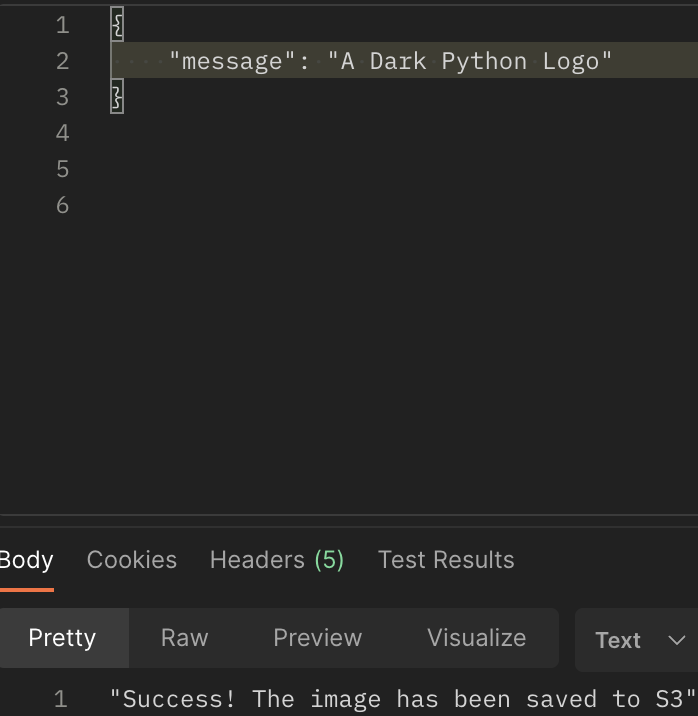 1 {
2 "message": "A Dark Python Logo"
3 }
4
5
6
Body Cookies Headers (5) Test Results
Pretty Raw Preview Visualize Text
1 "Success! The image has been saved to S3"